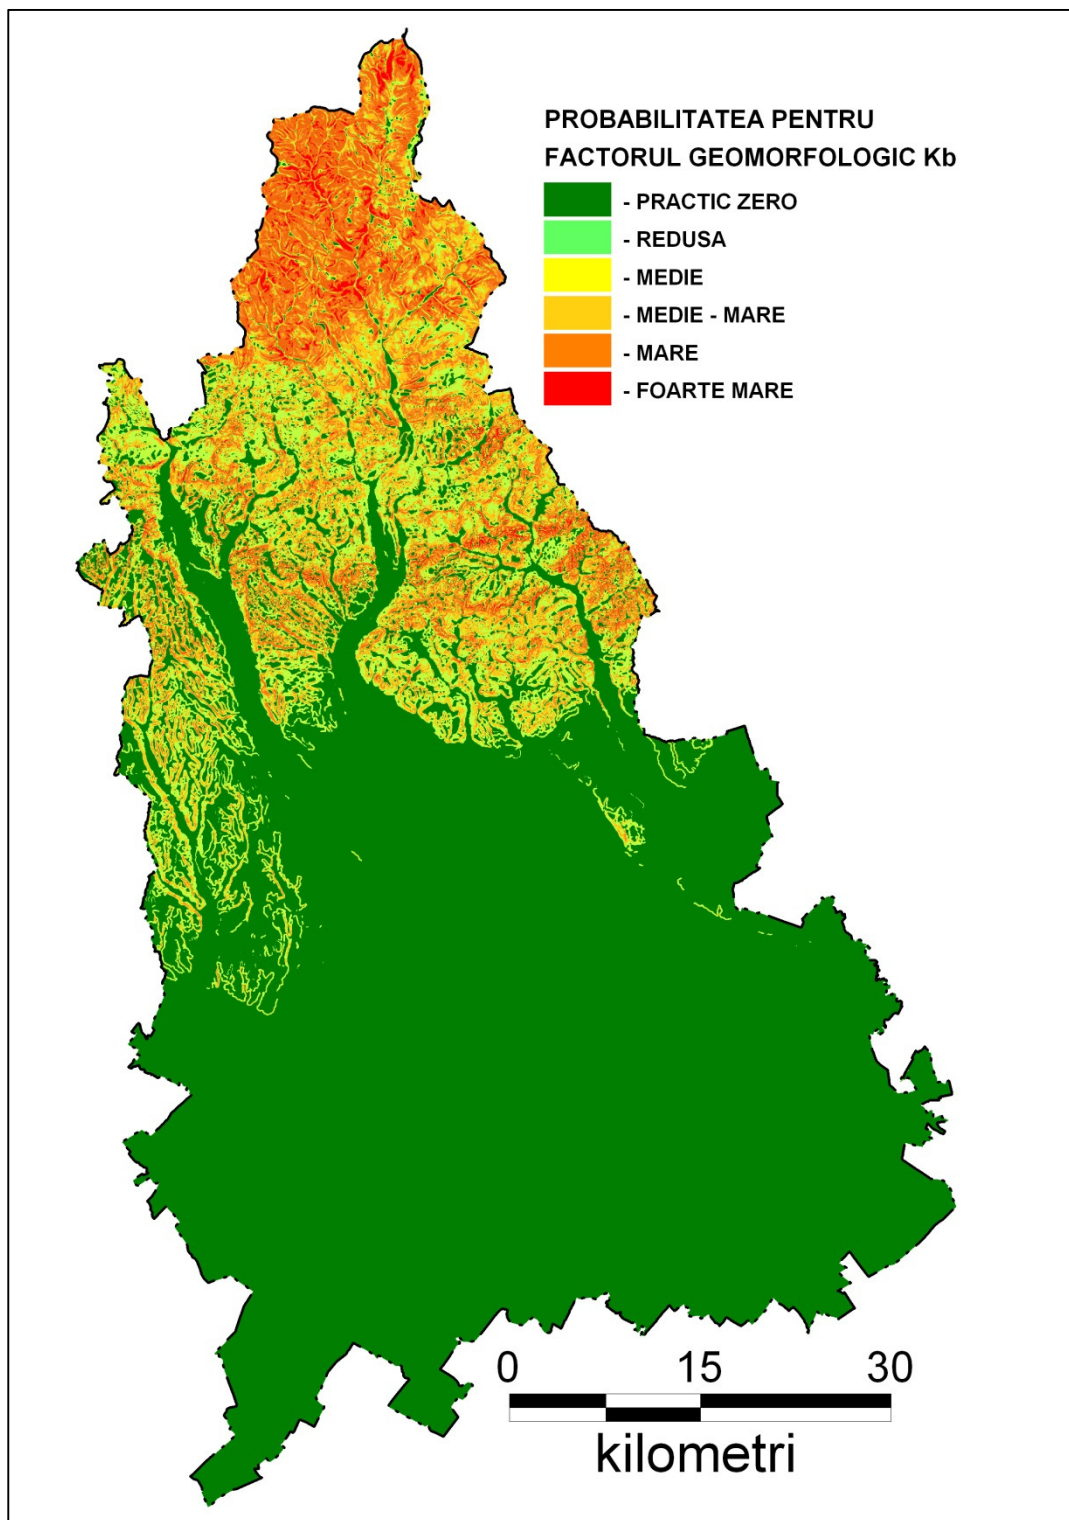 PROBABILITATEA PENTRU
FACTORUL GEOMORFOLOGIC Kb
- PRACTIC ZERO
- REDUSA
- MEDIE
- MEDIE - MARE
- MARE
- FOARTE MARE
0 15 30
kilometri